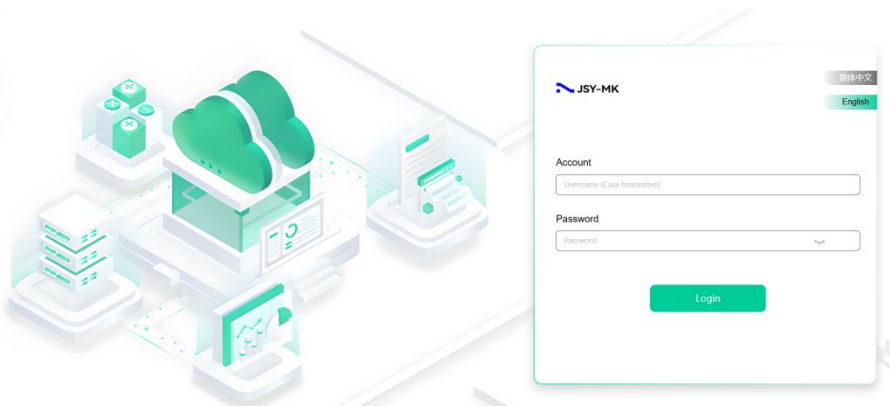 JSY-MK
简体中文
English
Account
Username (Case Insensitive)
Password
Password
Login